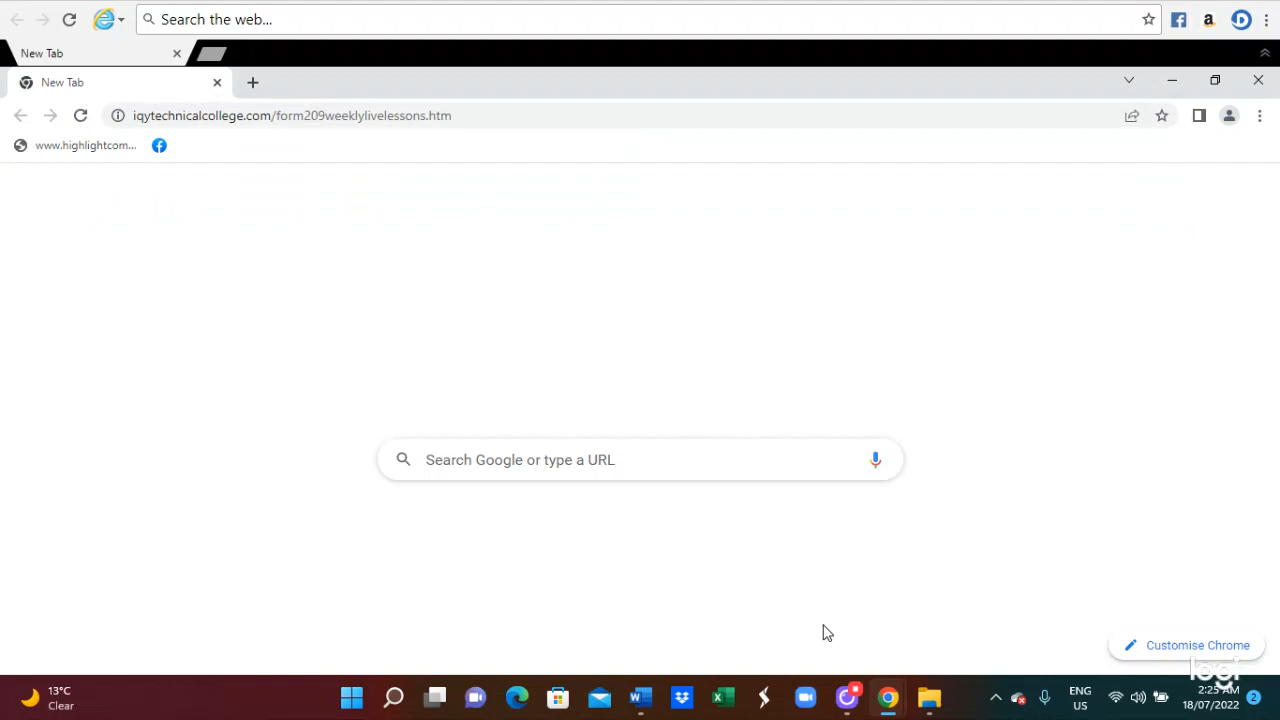 Search the web...
New Tab
New Tab
iqytechnicalcollege.com/form209weeklylivelessons.htm
www.highlightcom...
Search Google or type a URL
Customise Chrome
logi
13°C
Clear
ENG
US
2:25 AM
18/07/2022
2